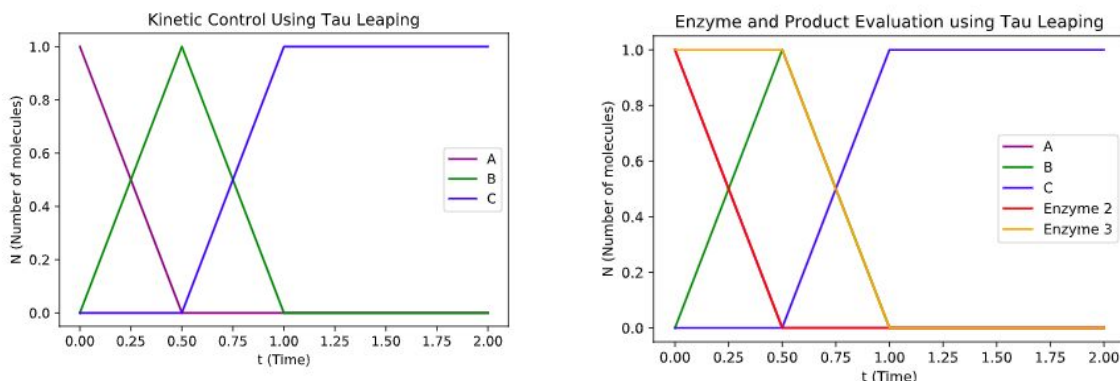 Kinetic Control Using Tau Leaping
N (Number of molecules)
1.0
0.8
0.6
0.4
0.2
0.0
A
B
C
0.00 0.25 0.50 0.75 1.00 1.25 1.50 1.75 2.00
t (Time)
Enzyme and Product Evaluation using Tau Leaping
N (Number of molecules)
1.0
0.8
0.6
0.4
0.2
0.0
A
B
C
Enzyme 2
Enzyme 3
0.00 0.25 0.50 0.75 1.00 1.25 1.50 1.75 2.00
t (Time)